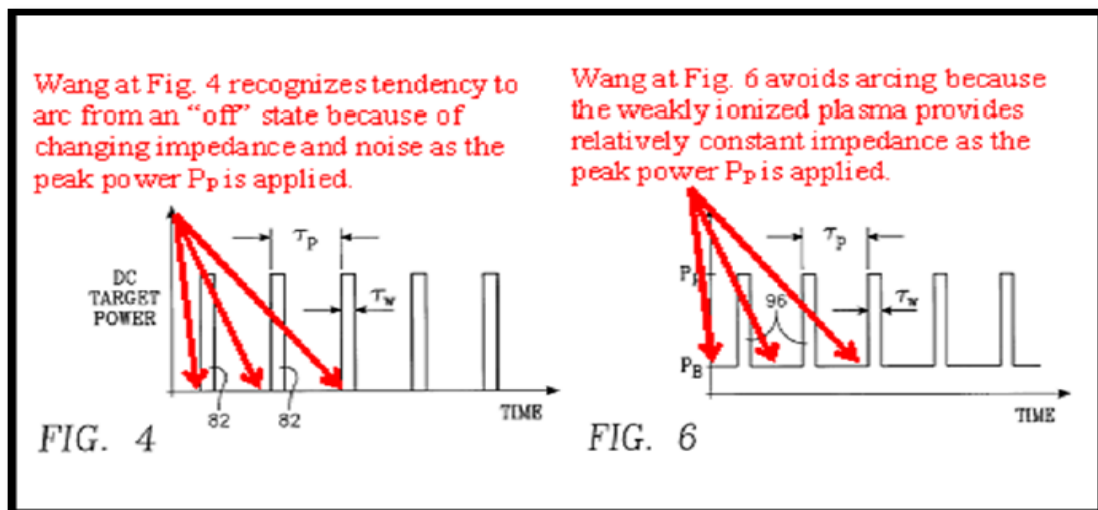 Wang at Fig. 4 recognizes tendency to
arc from an “off” state because of
changing impedance and noise as the
peak power PP is applied.
τP
DC
TARGET
POWER
τw
82
82
TIME
FIG. 4
Wang at Fig. 6 avoids arcing because
the weakly ionized plasma provides
relatively constant impedance as the
peak power PP is applied.
τP
96
τw
PB
TIME
FIG. 6